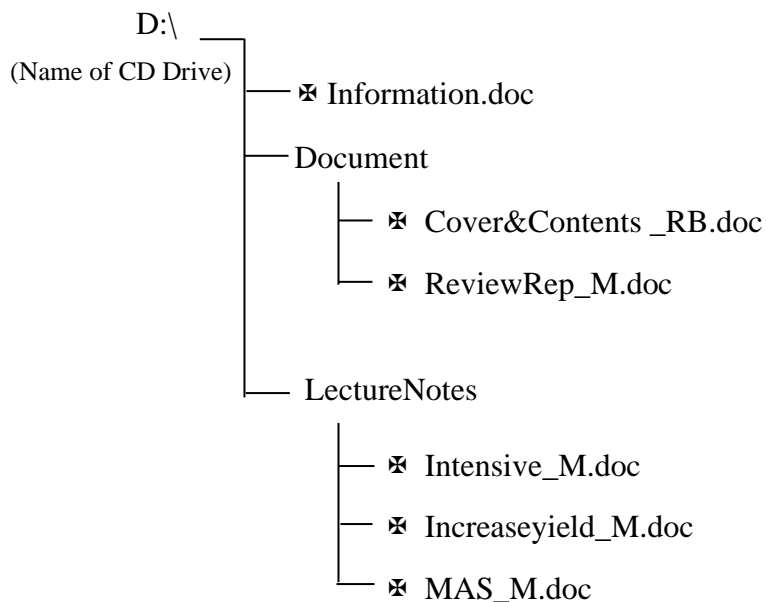 D:\
(Name of CD Drive)
✠ Information.doc
Document
✠ Cover&Contents _RB.doc
✠ ReviewRep_M.doc
LectureNotes
✠ Intensive_M.doc
✠ Increaseyield_M.doc
✠ MAS_M.doc